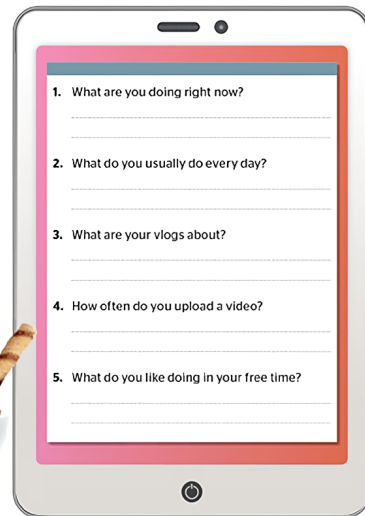 1. What are you doing right now?
2. What do you usually do every day?
3. What are your vlogs about?
4. How often do you upload a video?
5. What do you like doing in your free time?